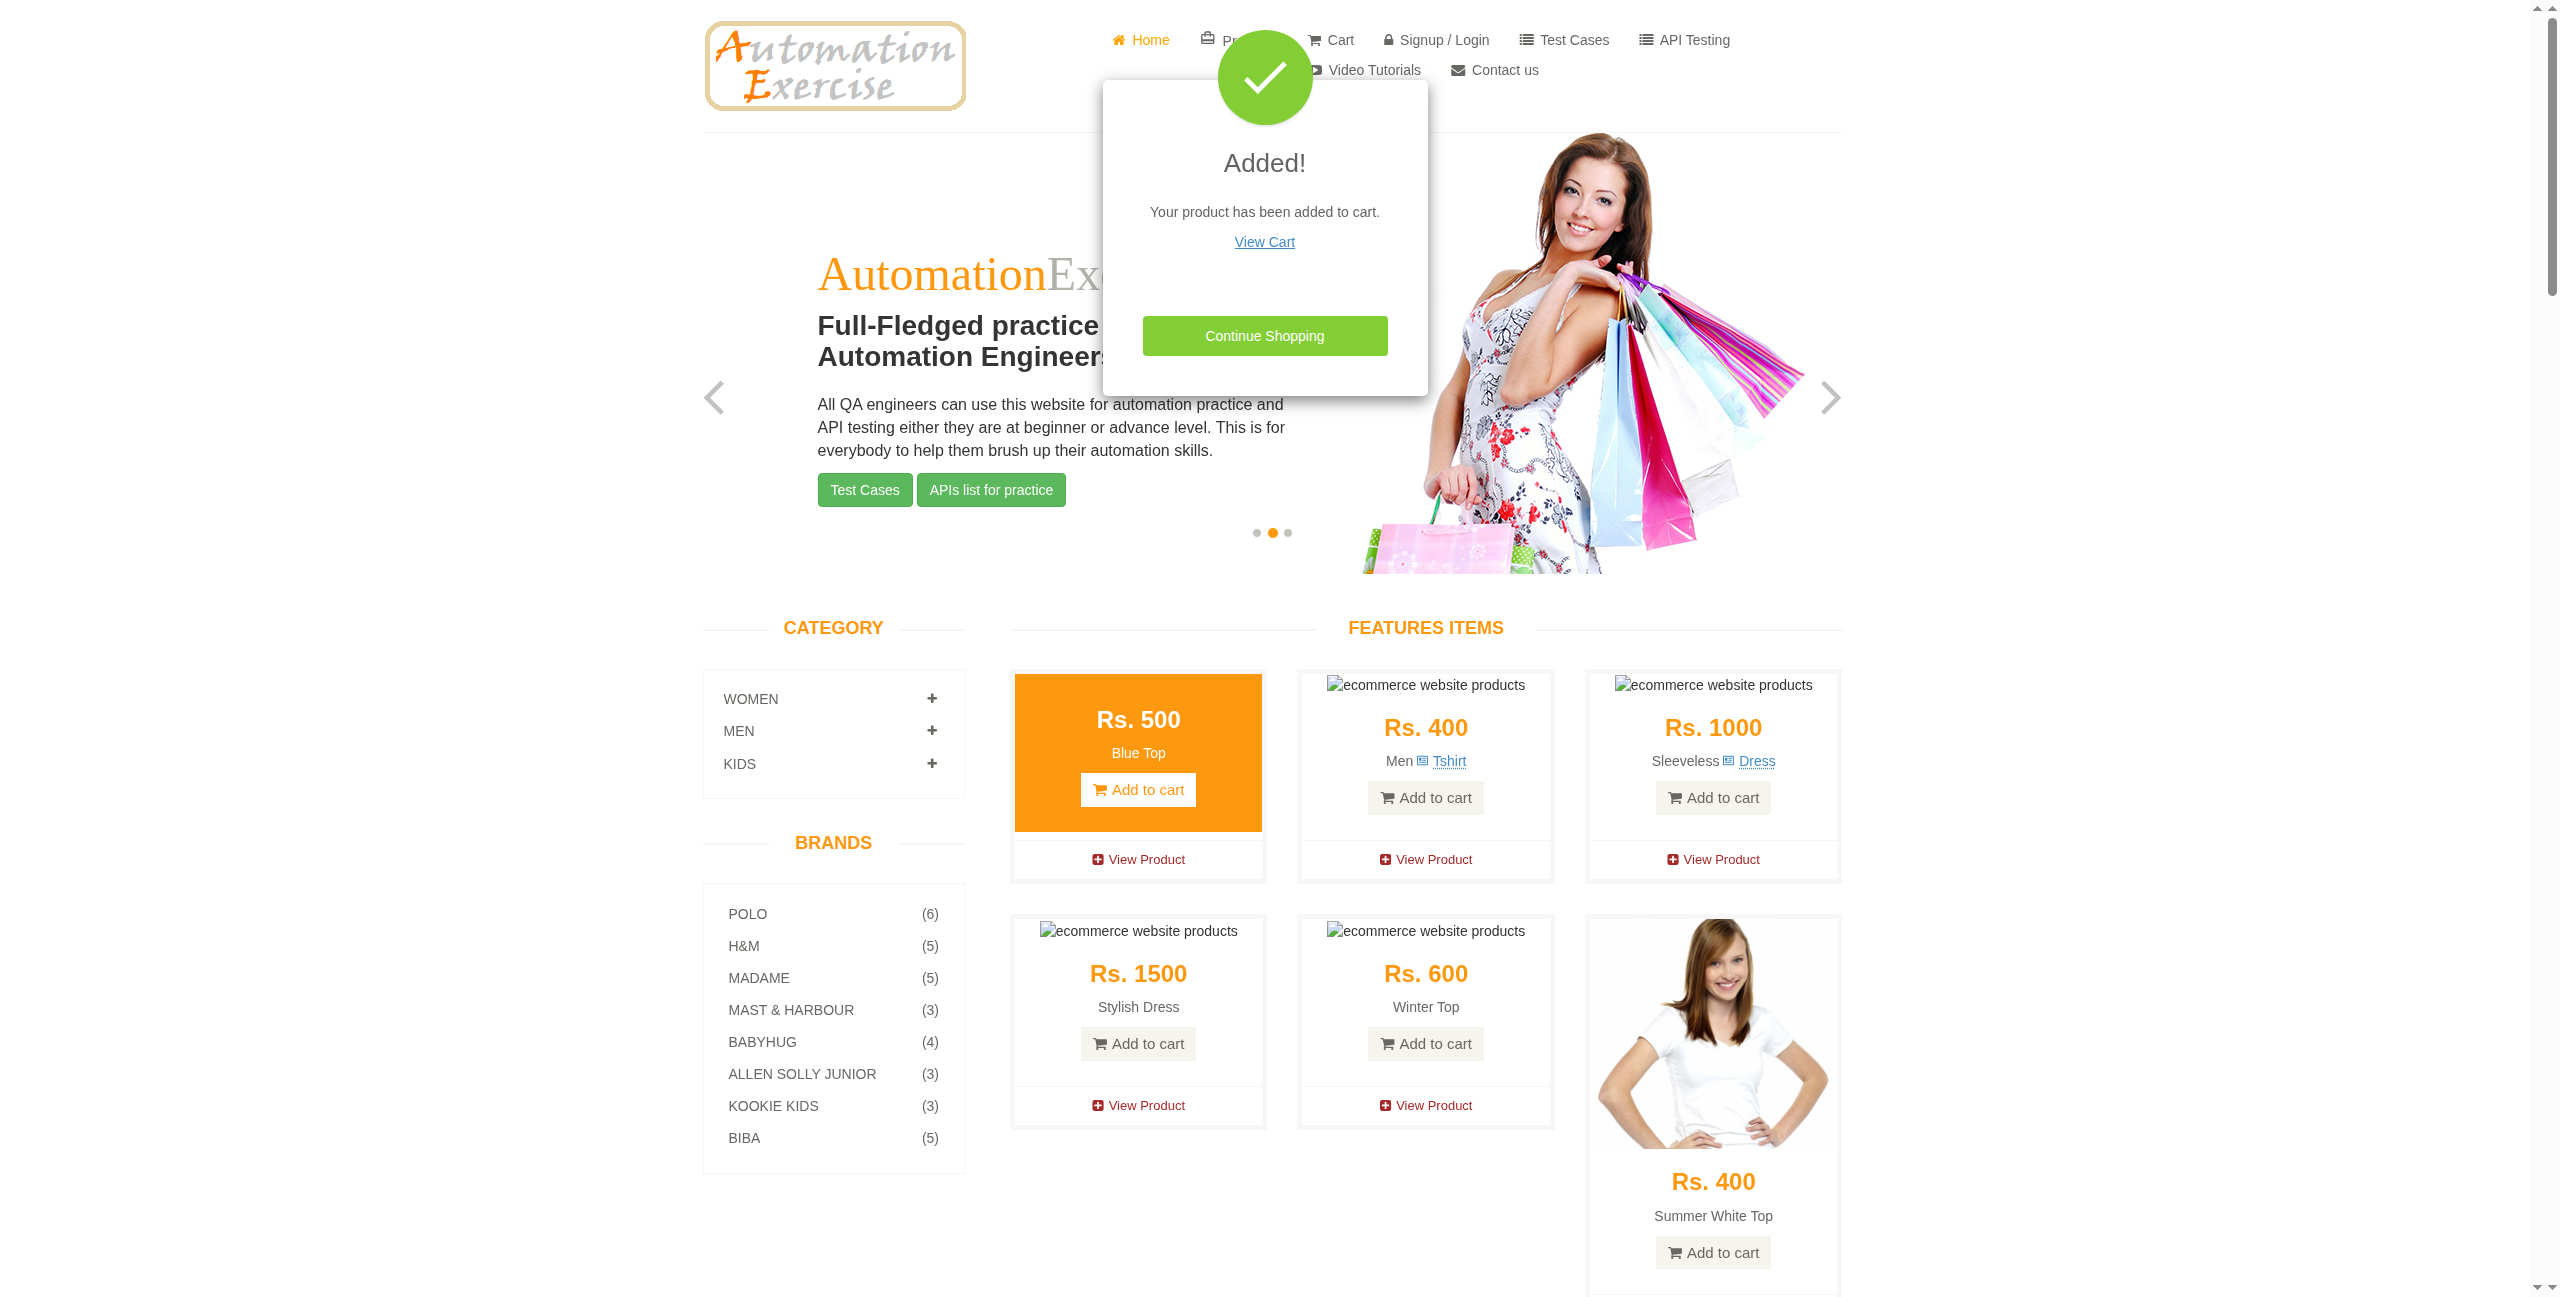 Automation
Exercise
Home
Cart
Signup / Login
Test Cases
API Testing
Video Tutorials
Contact us
Added!
Your product has been added to cart.
View Cart
Continue Shopping
Full-Fledged practice
Automation
All QA engineers can use this website for automation practice and
API testing either they are at beginner or advance level. This is for
everybody to help them brush up their automation skills.
Test Cases
APIs list for practice
CATEGORY
WOMEN
MEN
KIDS
BRANDS
POLO (6)
H&M (5)
MADAME (5)
MAST & HARBOUR (3)
BABYHUG (4)
ALLEN SOLLY JUNIOR (3)
KOOKIE KIDS (3)
BIBA (5)
FEATURES ITEMS
Rs. 500
Blue Top
Add to cart
View Product
ecommerce website products
Rs. 400
Men Tshirt
Add to cart
View Product
ecommerce website products
Rs. 1000
Sleeveless Dress
Add to cart
View Product
ecommerce website products
Rs. 1500
Stylish Dress
Add to cart
View Product
ecommerce website products
Rs. 600
Winter Top
Add to cart
View Product
Rs. 400
Summer White Top
Add to cart